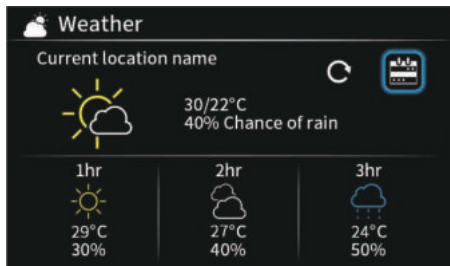 Weather
Current location name
30/22°C
40% Chance of rain
1hr 2hr 3hr
29°C 27°C 24°C
30% 40% 50%